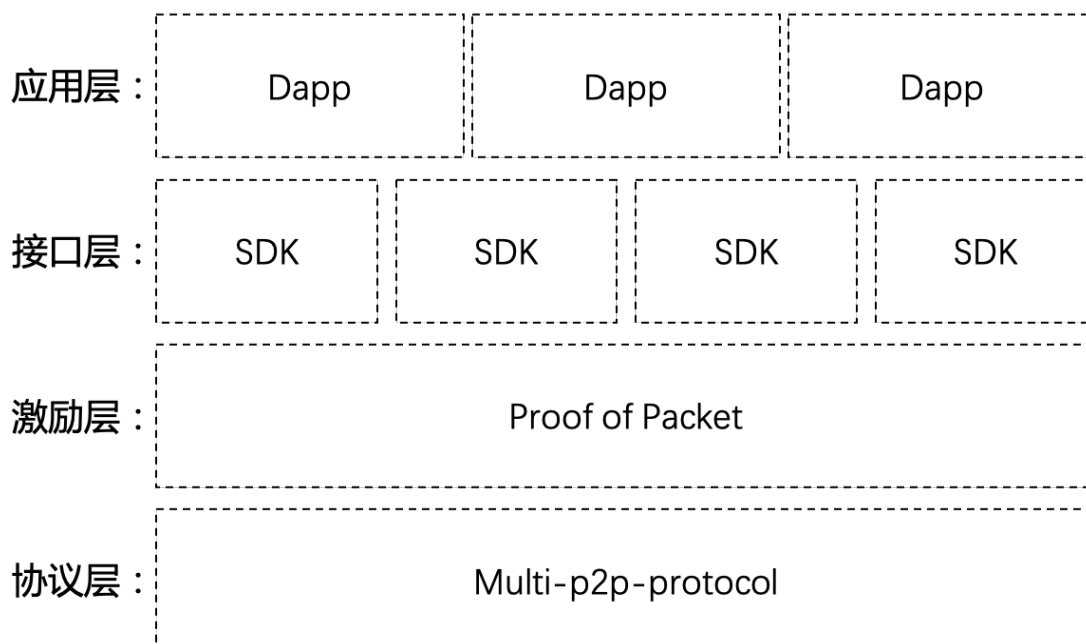 应用层： Dapp Dapp Dapp
接口层： SDK SDK SDK SDK
激励层： Proof of Packet
协议层： Multi-p2p-protocol